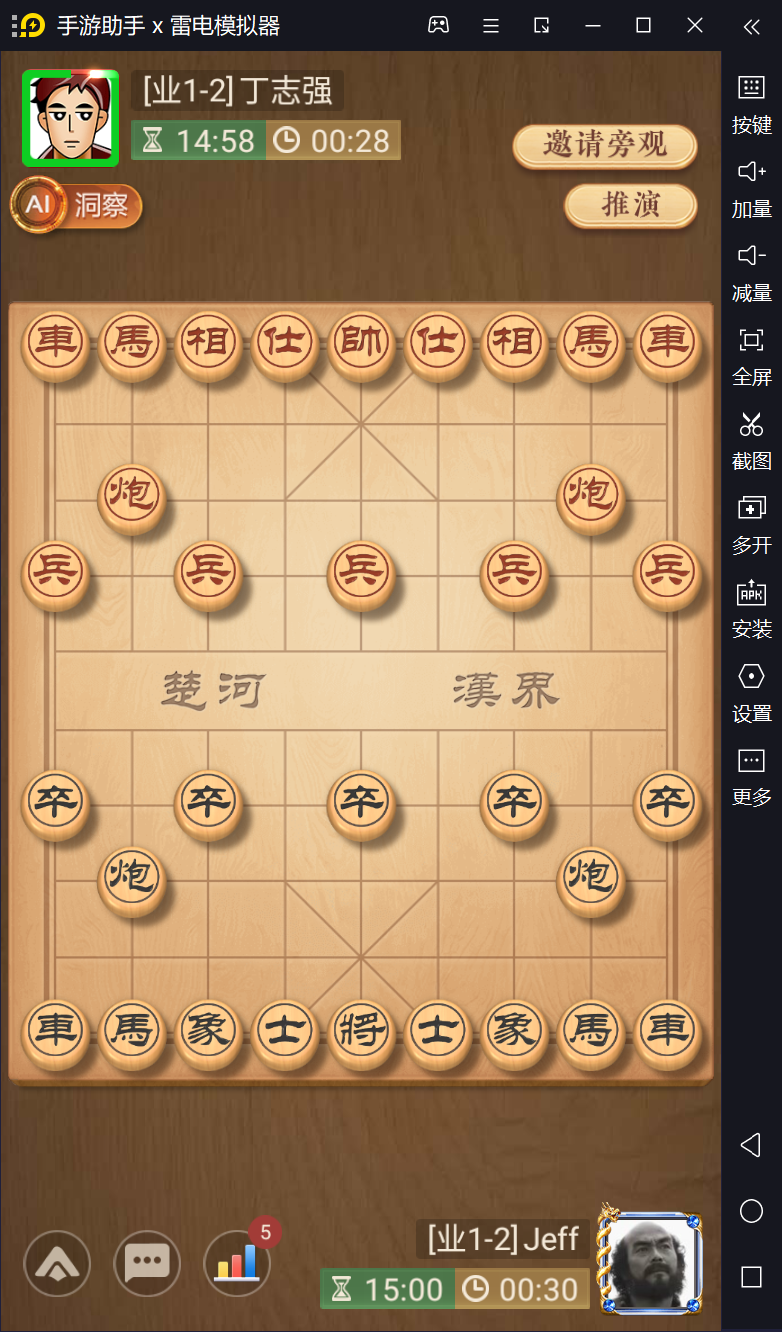 手游助手 x 雷电模拟器
[业1-2]丁志强
14:58 00:28
邀请旁观
AI 洞察
推演
車 馬 相 仕 帥 仕 相 馬 車
炮 炮
兵 兵 兵 兵 兵
楚河 漢界
卒 卒 卒 卒 卒
炮 炮
車 馬 象 士 將 士 象 馬 車
5
[业1-2]Jeff
15:00 00:30
按键
加量
减量
全屏
截图
多开
APK
安装
设置
更多